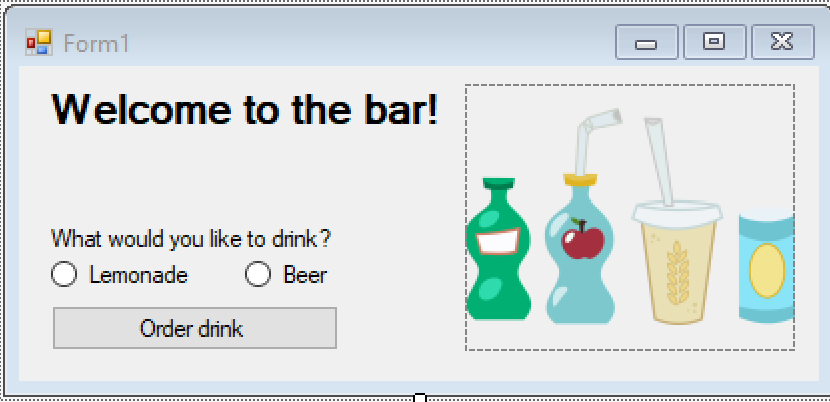 Form1
Welcome to the bar!
What would you like to drink?
Lemonade Beer
Order drink